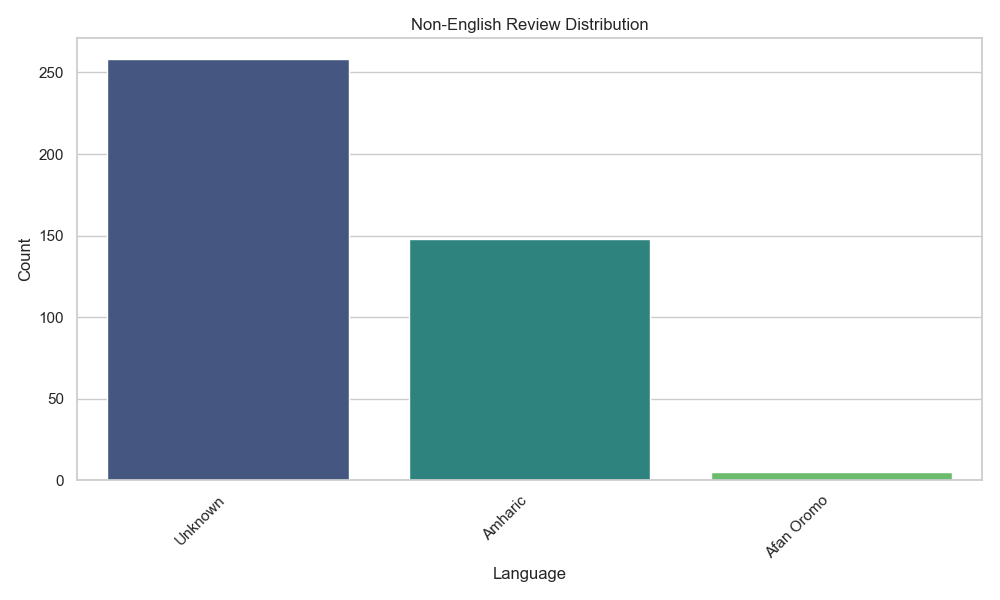 Non-English Review Distribution
Count
250
200
150
100
50
0
Unknown
Amharic
Afan Oromo
Language